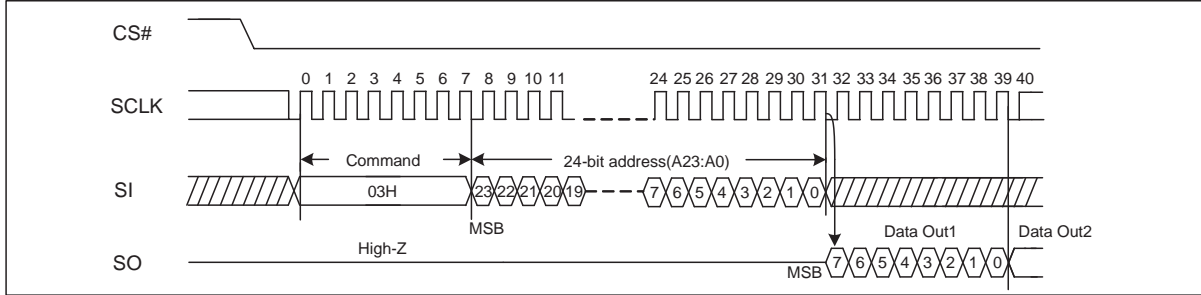 CS#
0 1 2 3 4 5 6 7 8 9 10 11 24 25 26 27 28 29 30 31 32 33 34 35 36 37 38 39 40
SCLK
Command 24-bit address(A23:A0)
SI 03H 23 22 21 20 19 7 6 5 4 3 2 1 0
MSB Data Out1 Data Out2
High-Z
SO MSB 7 6 5 4 3 2 1 0